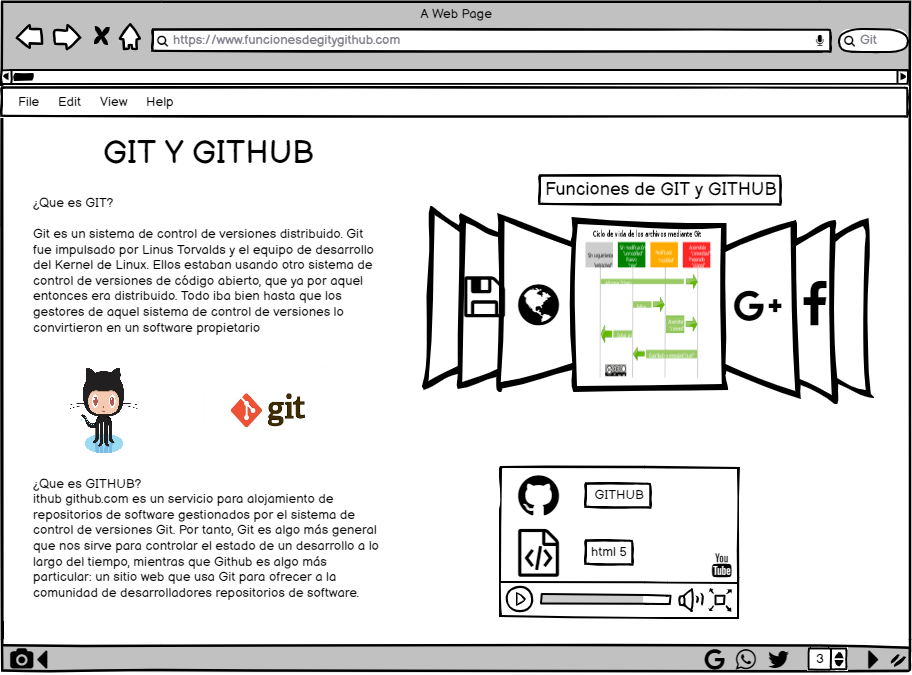 A Web Page
https://www.funcionesdegitygithub.com
Git
File Edit View Help
GIT Y GITHUB
¿Que es GIT?
Git es un sistema de control de versiones distribuido. Git
fue impulsado por Linus Torvalds y el equipo de desarrollo
del Kernel de Linux. Ellos estaban usando otro sistema de
control de versiones de código abierto, que ya por aquel
entonces era distribuido. Todo iba bien hasta que los
gestores de aquel sistema de control de versiones lo
convirtieron en un software propietario
git
¿Que es GITHUB?
ithub github.com es un servicio para alojamiento de
repositorios de software gestionados por el sistema de
control de versiones Git. Por tanto, Git es algo más general
que nos sirve para controlar el estado de un desarrollo a lo
largo del tiempo, mientras que Github es algo más
particular: un sitio web que usa Git para ofrecer a la
comunidad de desarrolladores repositorios de software.
Funciones de GIT y GITHUB
Ciclo de vida de los archivos mediante Git
G+
f
GITHUB
html 5
You
Tube
G
3